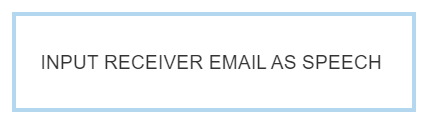 INPUT RECEIVER EMAIL AS SPEECH